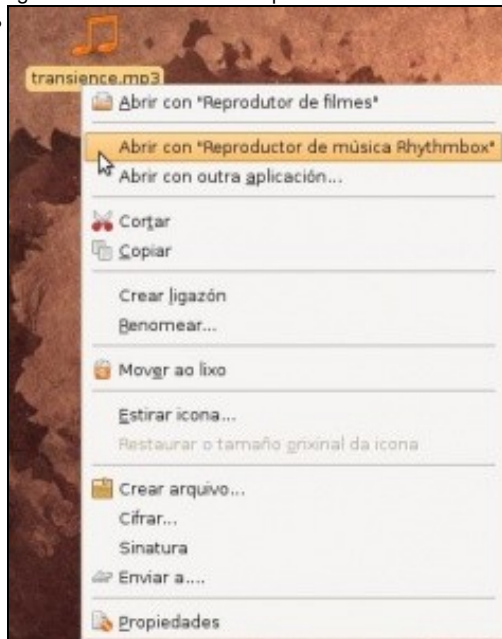 transience.mp3
Abrir con "Reprodutor de filmes"
Abrir con "Reproductor de música Rhythmbox"
Abrir con outra aplicación...
Cortar
Copiar
Crear ligazón
Renomear...
Mover ao lixo
Estirar icona...
Restaurar o tamaño orixinal da icona
Crear arquivo...
Cifrar...
Sinatura
Enviar a....
Propiedades